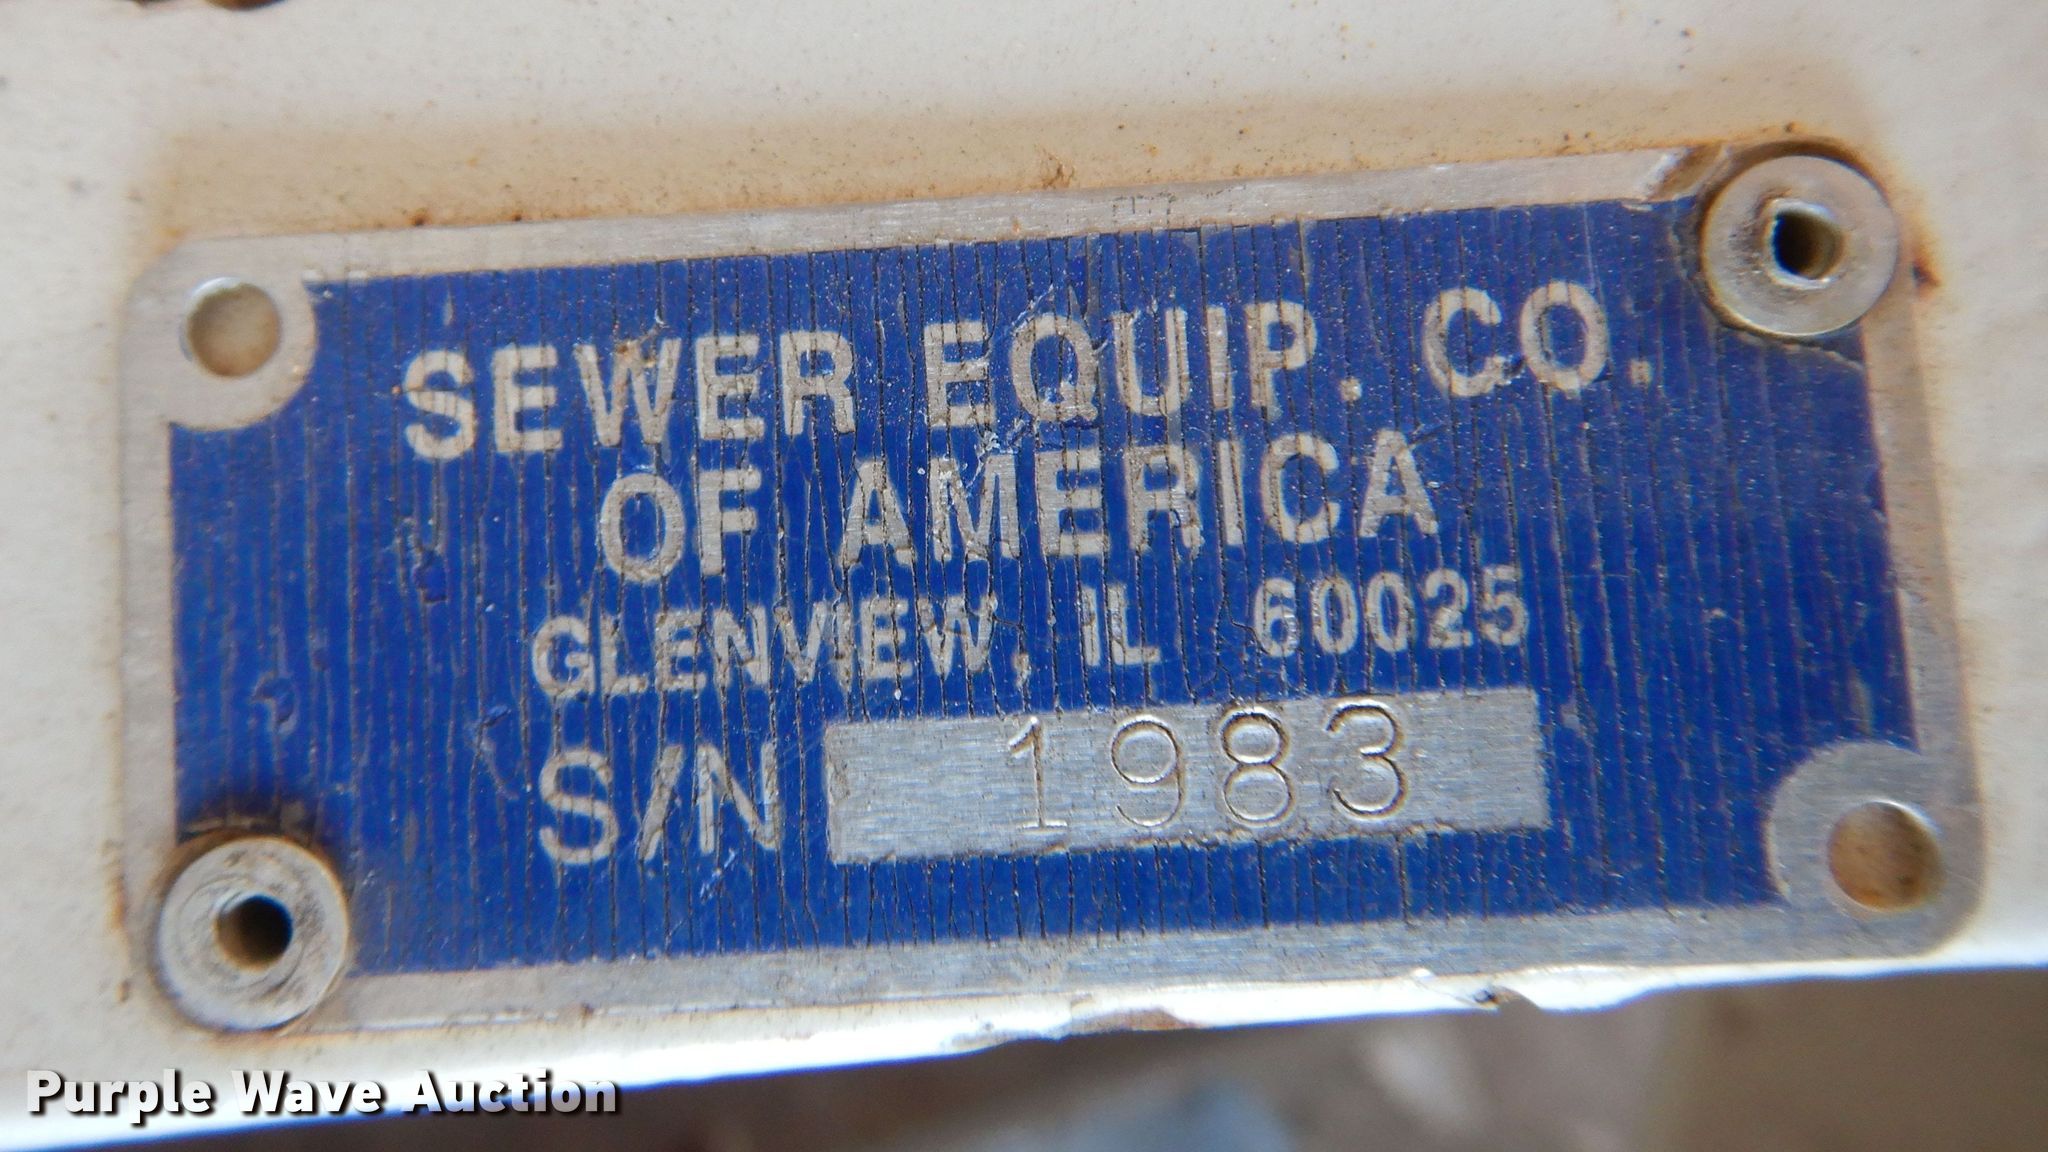 SEWER EQUIP. CO.
OF AMERICA
GLENVIEW, IL 60025
S/N 1983
Purple Wave Auction